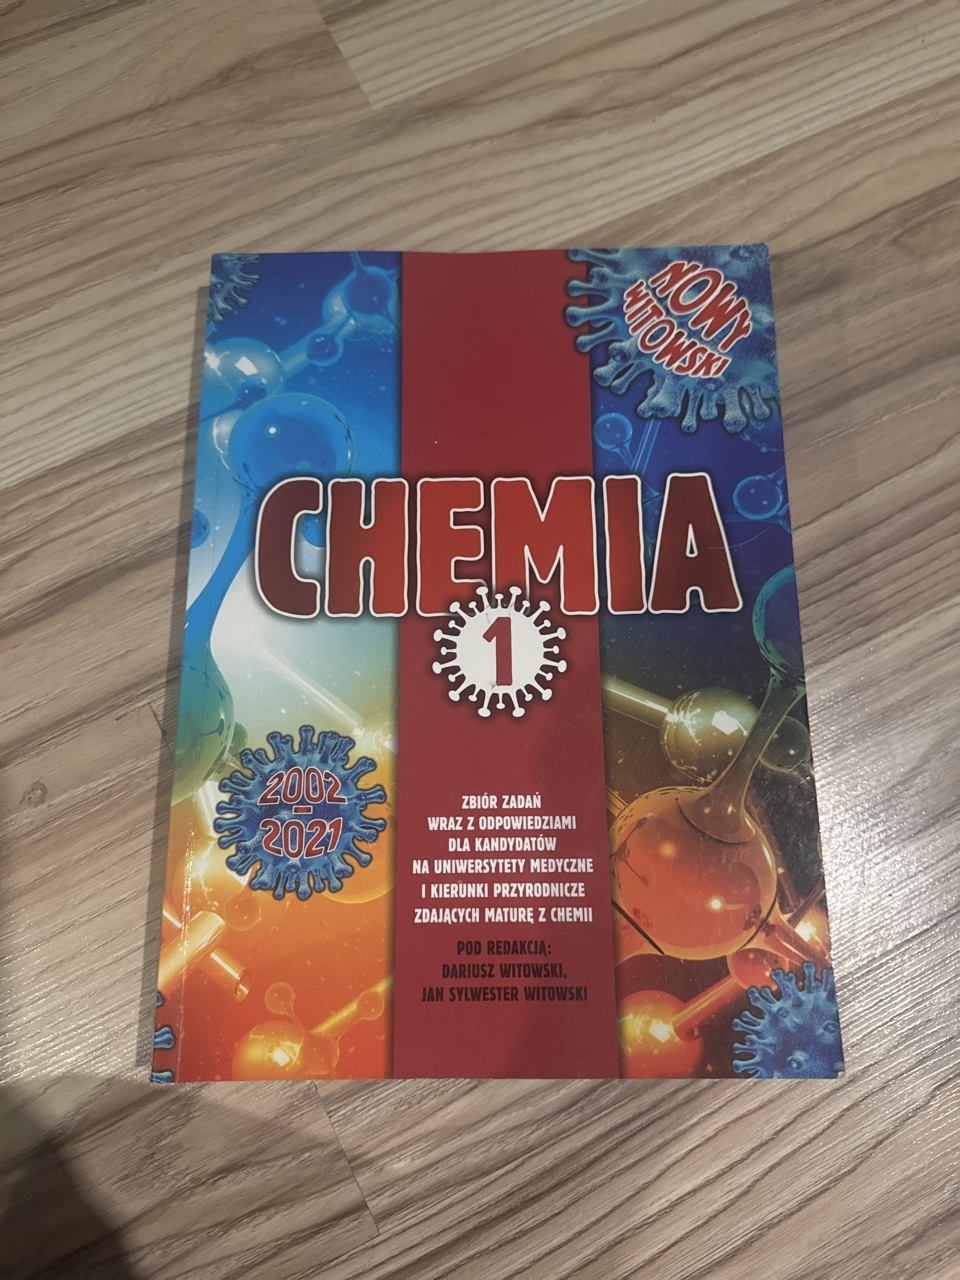 NOWY
WITOWSKI
CHEMIA
1
2002
-
2021
ZBIÓR ZADAŃ
WRAZ Z ODPOWIEDZIAMI
DLA KANDYDATÓW
NA UNIWERSYTETY MEDYCZNE
I KIERUNKI PRZYRODNICZE
ZDAJĄCYCH MATURĘ Z CHEMII
POD REDAKCJĄ:
DARIUSZ WITOWSKI,
JAN SYLWESTER WITOWSKI